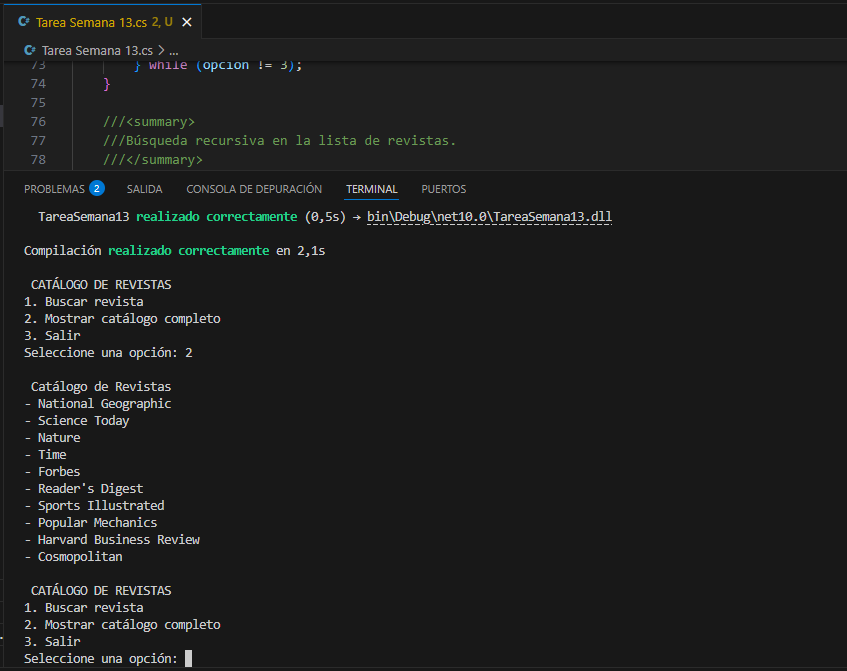 C# Tarea Semana 13.cs 2, U ✕
C# Tarea Semana 13.cs > ...
73 } while (opcion != 3);
74 }
75
76 ///<summary>
77 ///Búsqueda recursiva en la lista de revistas.
78 ///</summary>
PROBLEMAS 2 SALIDA CONSOLA DE DEPURACIÓN TERMINAL PUERTOS
TareaSemana13 realizado correctamente (0,5s) → bin\Debug\net10.0\TareaSemana13.dll
Compilación realizado correctamente en 2,1s
CATÁLOGO DE REVISTAS
1. Buscar revista
2. Mostrar catálogo completo
3. Salir
Seleccione una opción: 2
Catálogo de Revistas
- National Geographic
- Science Today
- Nature
- Time
- Forbes
- Reader's Digest
- Sports Illustrated
- Popular Mechanics
- Harvard Business Review
- Cosmopolitan
CATÁLOGO DE REVISTAS
1. Buscar revista
2. Mostrar catálogo completo
3. Salir
Seleccione una opción: